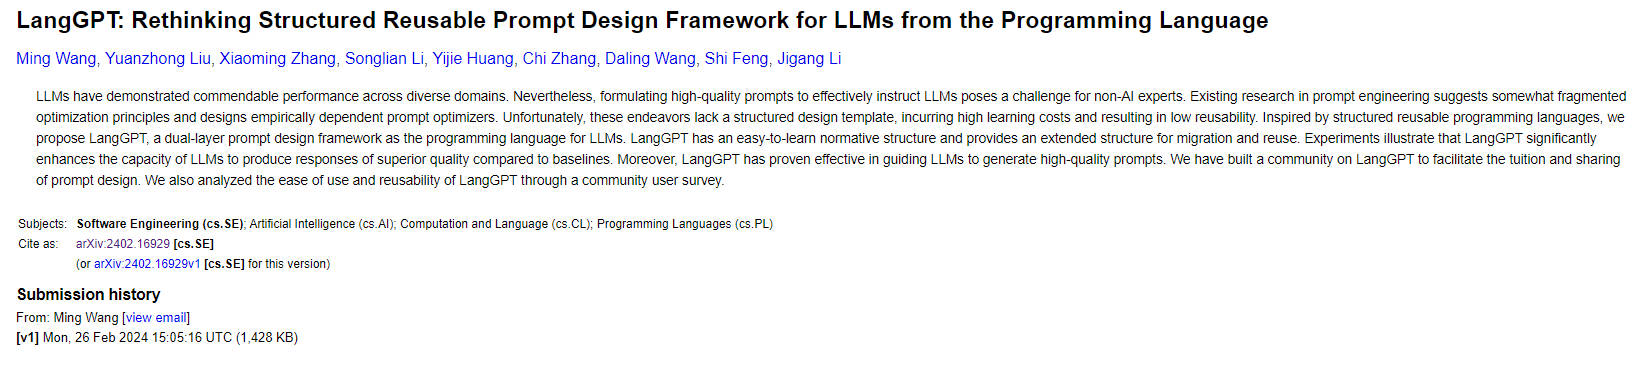 LangGPT: Rethinking Structured Reusable Prompt Design Framework for LLMs from the Programming Language
Ming Wang, Yuanzhong Liu, Xiaoming Zhang, Songlian Li, Yijie Huang, Chi Zhang, Daling Wang, Shi Feng, Jigang Li
LLMs have demonstrated commendable performance across diverse domains. Nevertheless, formulating high-quality prompts to effectively instruct LLMs poses a challenge for non-AI experts. Existing research in prompt engineering suggests somewhat fragmented
optimization principles and designs empirically dependent prompt optimizers. Unfortunately, these endeavors lack a structured design template, incurring high learning costs and resulting in low reusability. Inspired by structured reusable programming languages, we
propose LangGPT, a dual-layer prompt design framework as the programming language for LLMs. LangGPT has an easy-to-learn normative structure and provides an extended structure for migration and reuse. Experiments illustrate that LangGPT significantly
enhances the capacity of LLMs to produce responses of superior quality compared to baselines. Moreover, LangGPT has proven effective in guiding LLMs to generate high-quality prompts. We have built a community on LangGPT to facilitate the tuition and sharing
of prompt design. We also analyzed the ease of use and reusability of LangGPT through a community user survey.
Subjects: Software Engineering (cs.SE); Artificial Intelligence (cs.AI); Computation and Language (cs.CL); Programming Languages (cs.PL)
Cite as: arXiv:2402.16929 [cs.SE]
(or arXiv:2402.16929v1 [cs.SE] for this version)
Submission history
From: Ming Wang [view email]
[v1] Mon, 26 Feb 2024 15:05:16 UTC (1,428 KB)